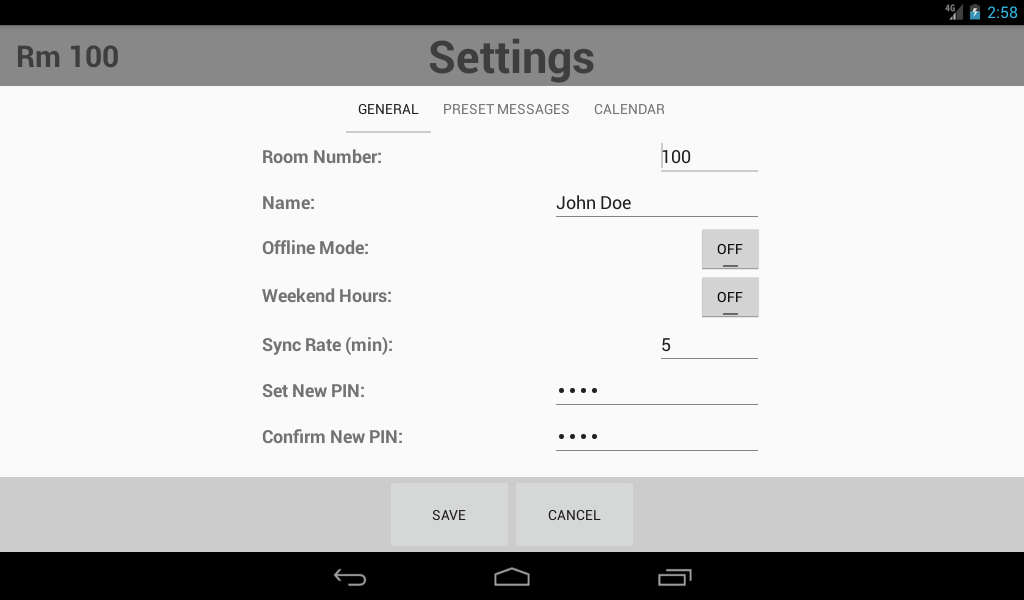 4G 2:58
Rm 100 Settings
GENERAL PRESET MESSAGES CALENDAR
Room Number: 100
Name: John Doe
Offline Mode: OFF
Weekend Hours: OFF
Sync Rate (min): 5
Set New PIN: ••••
Confirm New PIN: ••••
SAVE CANCEL